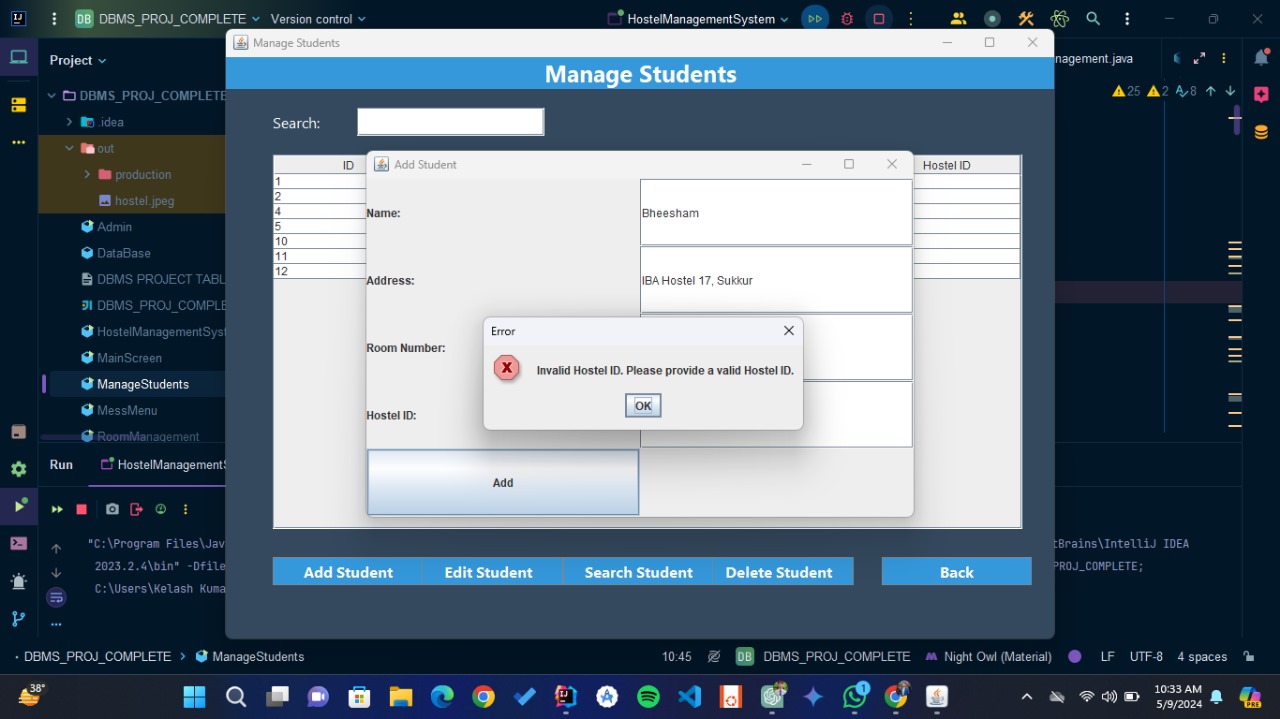 DB DBMS_PROJ_COMPLETE Version control HostelManagementSystem
Manage Students
Project
nagement.java
Manage Students
25 2 8
DBMS_PROJ_COMPLETE
Search:
.idea
out
Add Student
ID Hostel ID
production
1
hostel.jpeg
2
Name: Bheesham
4
Admin
5
10
DataBase
11
12
DBMS PROJECT TABL
Address: IBA Hostel 17, Sukkur
DBMS_PROJ_COMPLE
HostelManagementSyst
Error
Room Number:
MainScreen
Invalid Hostel ID. Please provide a valid Hostel ID.
ManageStudents
OK
MessMenu
Hostel ID:
RoomManagement
Run HostelManagementS
Add
"C:\Program Files\Jav
tBrains\IntelliJ IDEA
2023.2.4\bin" -Dfile
PROJ_COMPLETE;
C:\Users\Kelash Kuma
Add Student Edit Student Search Student Delete Student Back
DBMS_PROJ_COMPLETE ManageStudents 10:45 DB DBMS_PROJ_COMPLETE Night Owl (Material) LF UTF-8 4 spaces
38°
1
10:33 AM
5/9/2024
PRE